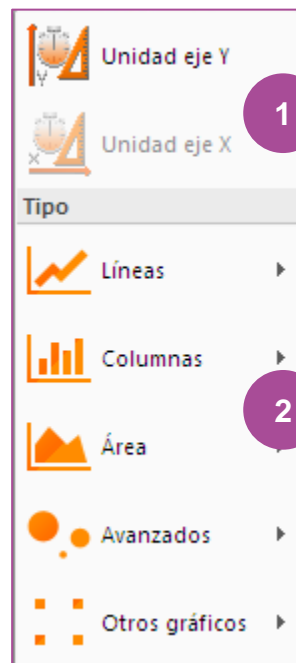 Unidad eje Y
Unidad eje X
1
Tipo
Líneas
Columnas
2
Área
Avanzados
Otros gráficos